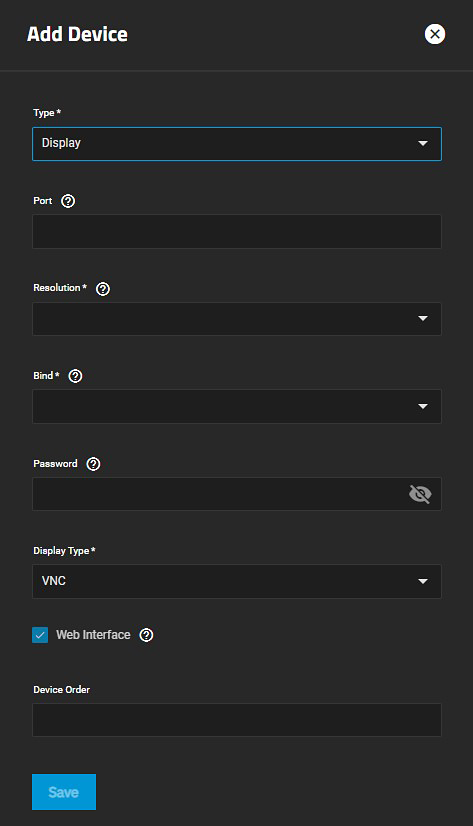 Add Device
Type *
Display
Port
Resolution *
Bind *
Password
Display Type *
VNC
Web Interface
Device Order
Save